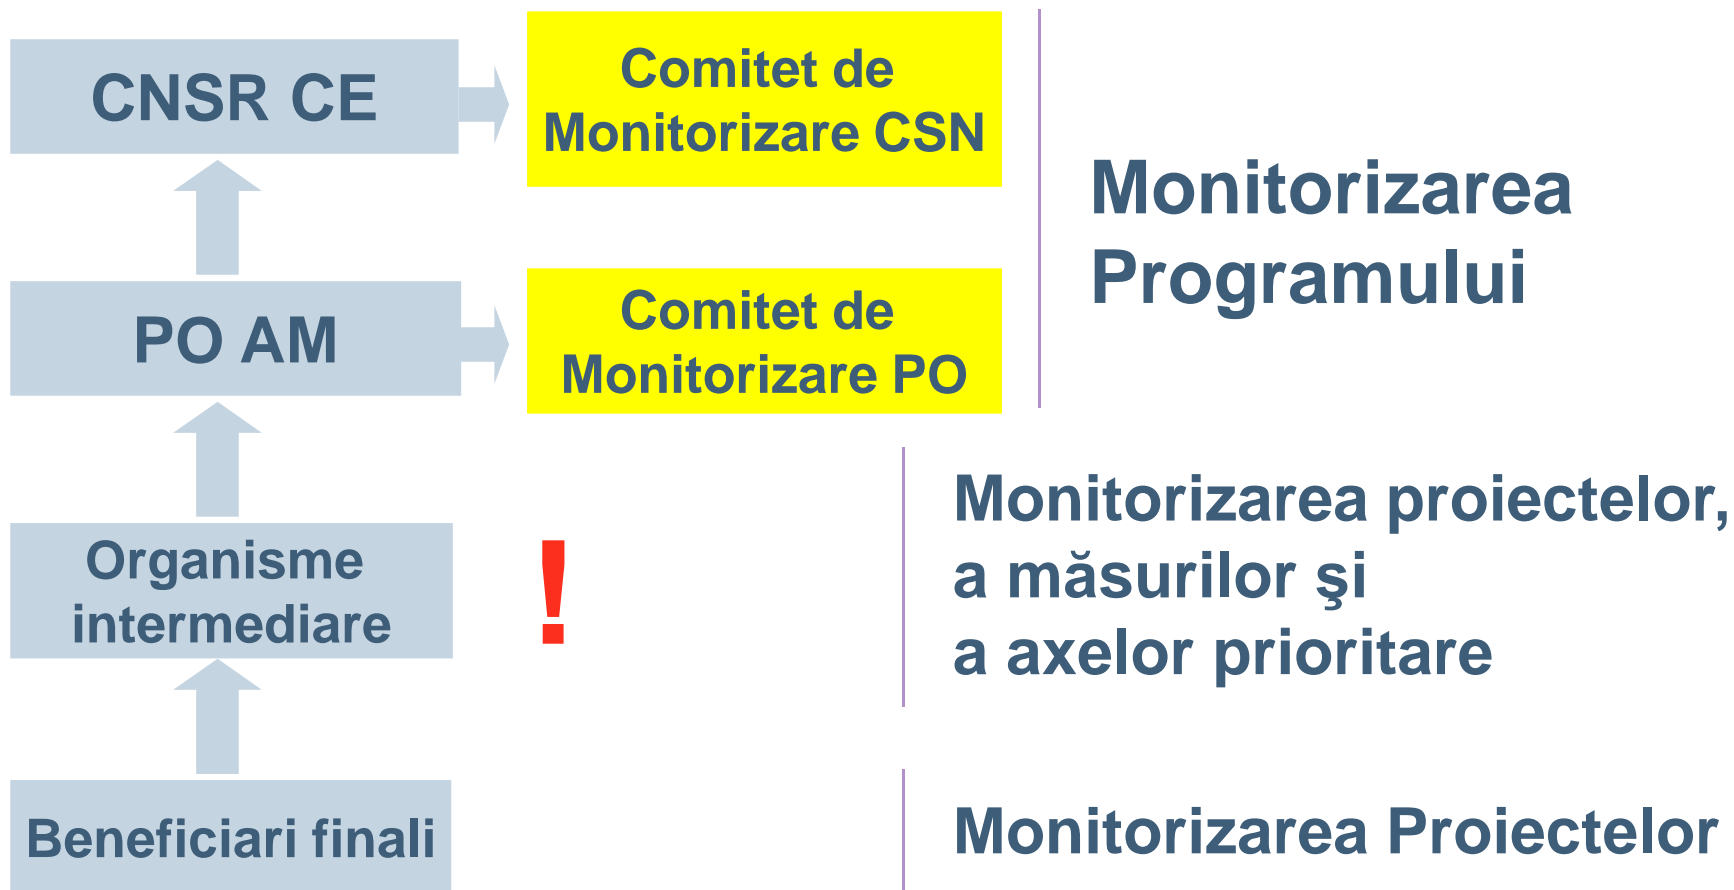 CNSR CE
Comitet de
Monitorizare CSN
Monitorizarea
Programului
PO AM
Comitet de
Monitorizare PO
Organisme
intermediare
!
Monitorizarea proiectelor,
a măsurilor şi
a axelor prioritare
Beneficiari finali
Monitorizarea Proiectelor